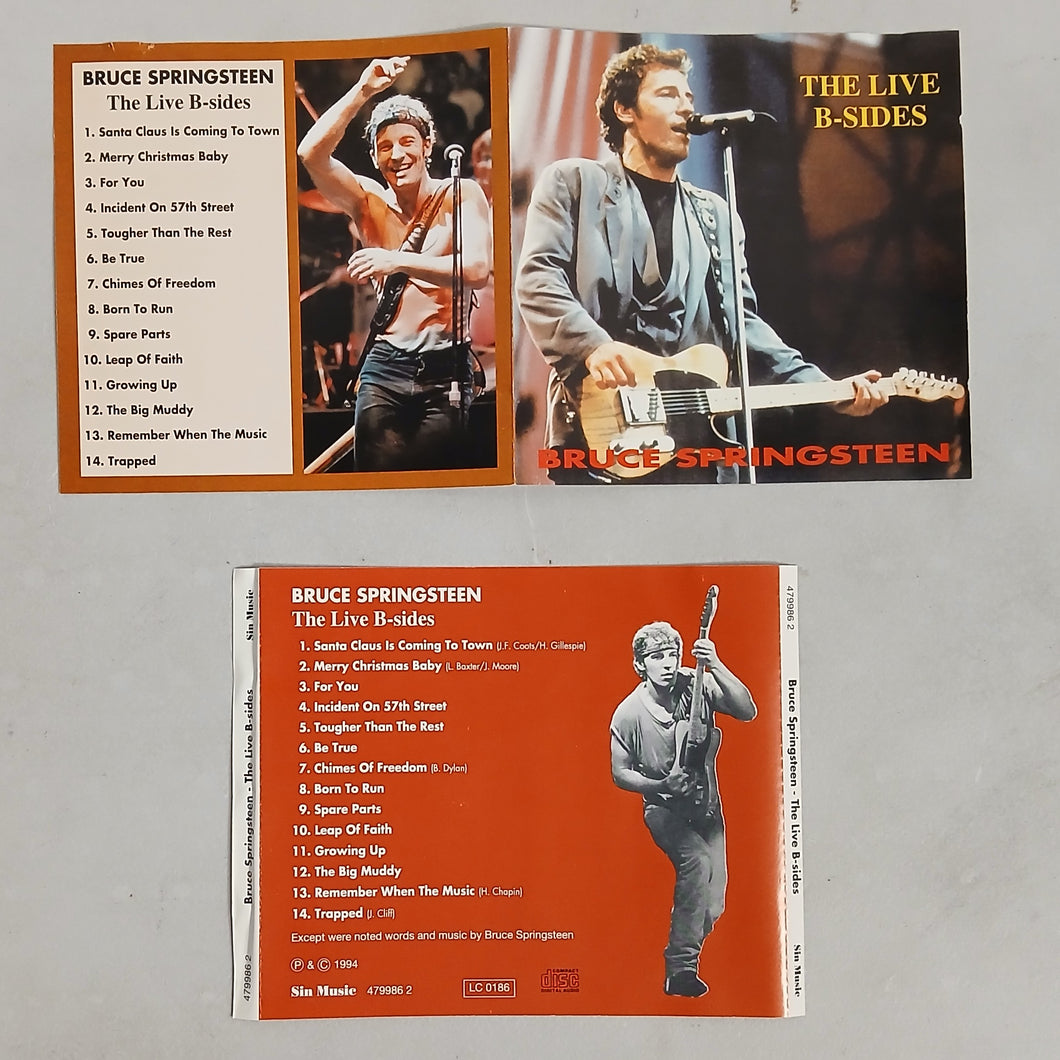 BRUCE SPRINGSTEEN
The Live B-sides
1. Santa Claus Is Coming To Town
2. Merry Christmas Baby
3. For You
4. Incident On 57th Street
5. Tougher Than The Rest
6. Be True
7. Chimes Of Freedom
8. Born To Run
9. Spare Parts
10. Leap Of Faith
11. Growing Up
12. The Big Muddy
13. Remember When The Music
14. Trapped
THE LIVE
B-SIDES
BRUCE SPRINGSTEEN
Sin Music
Bruce Springsteen - The Live B-sides
479986 2
BRUCE SPRINGSTEEN
The Live B-sides
1. Santa Claus Is Coming To Town (J.F. Coots/H. Gillespie)
2. Merry Christmas Baby (L. Baxter/J. Moore)
3. For You
4. Incident On 57th Street
5. Tougher Than The Rest
6. Be True
7. Chimes Of Freedom (B. Dylan)
8. Born To Run
9. Spare Parts
10. Leap Of Faith
11. Growing Up
12. The Big Muddy
13. Remember When The Music (H. Chapin)
14. Trapped (J. Cliff)
Except were noted words and music by Bruce Springsteen
℗ & © 1994
Sin Music 479986 2
LC 0186
COMPACT
disc
DIGITAL AUDIO
479986 2
Bruce Springsteen - The Live B-sides
Sin Music